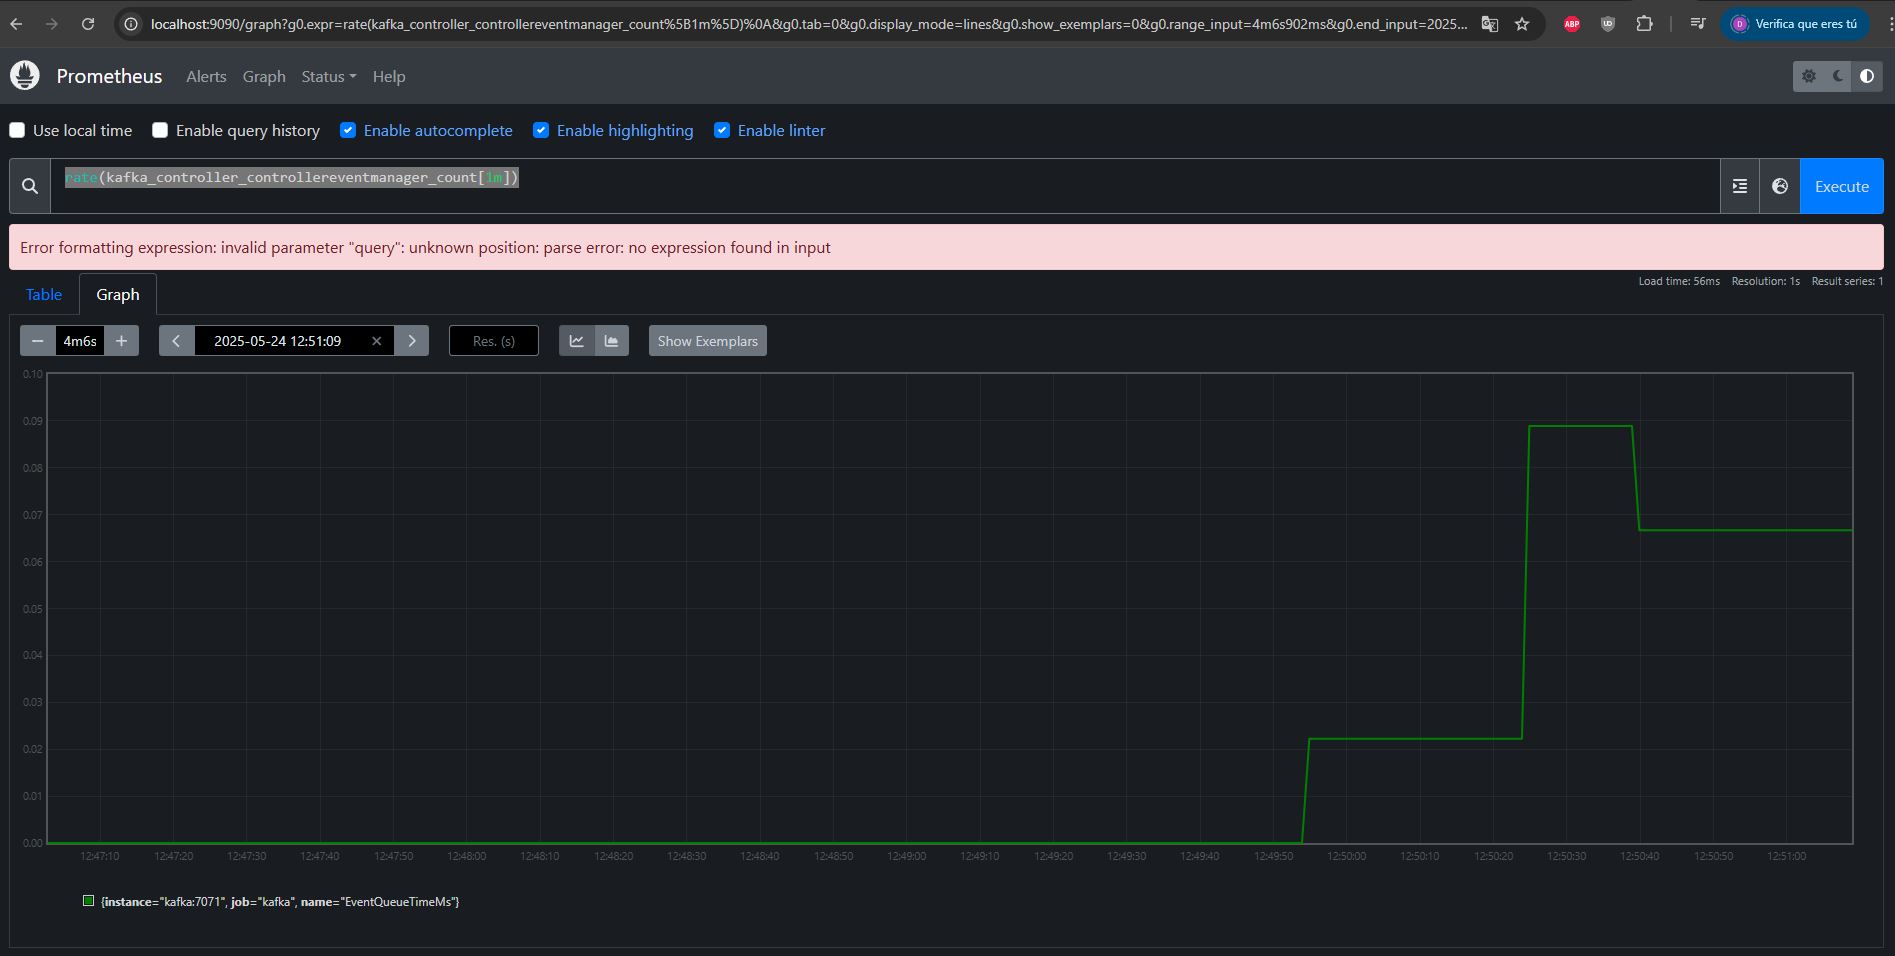 localhost:9090/graph?g0.expr=rate(kafka_controller_controllereventmanager_count%5B1m%5D)%0A&g0.tab=0&g0.display_mode=lines&g0.show_exemplars=0&g0.range_input=4m6s902ms&g0.end_input=2025... ABP UD D Verifica que eres tú
Prometheus Alerts Graph Status Help
Use local time Enable query history Enable autocomplete Enable highlighting Enable linter
rate(kafka_controller_controllereventmanager_count[1m])
Execute
Error formatting expression: invalid parameter "query": unknown position: parse error: no expression found in input
Load time: 56ms Resolution: 1s Result series: 1
Table Graph
4m6s 2025-05-24 12:51:09 Res. (s) Show Exemplars
0.10
0.09
0.08
0.07
0.06
0.05
0.04
0.03
0.02
0.01
0.00
12:47:10 12:47:20 12:47:30 12:47:40 12:47:50 12:48:00 12:48:10 12:48:20 12:48:30 12:48:40 12:48:50 12:49:00 12:49:10 12:49:20 12:49:30 12:49:40 12:49:50 12:50:00 12:50:10 12:50:20 12:50:30 12:50:40 12:50:50 12:51:00
{instance="kafka:7071", job="kafka", name="EventQueueTimeMs"}